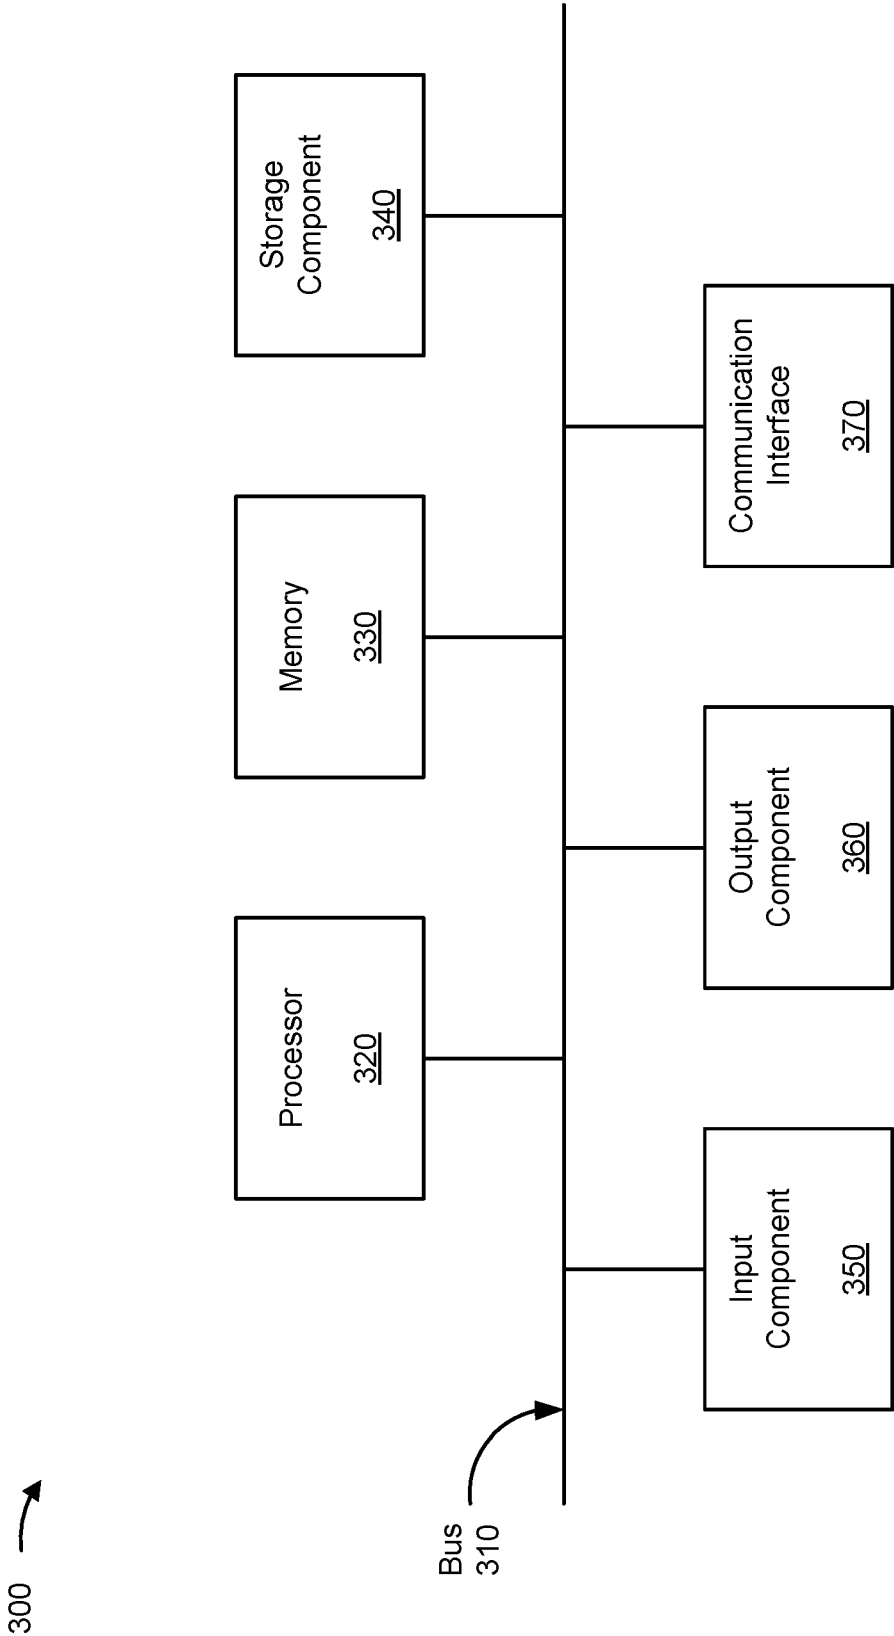 300
Processor
320
Memory
330
Storage
Component
340
Bus
310
Input
Component
350
Output
Component
360
Communication
Interface
370